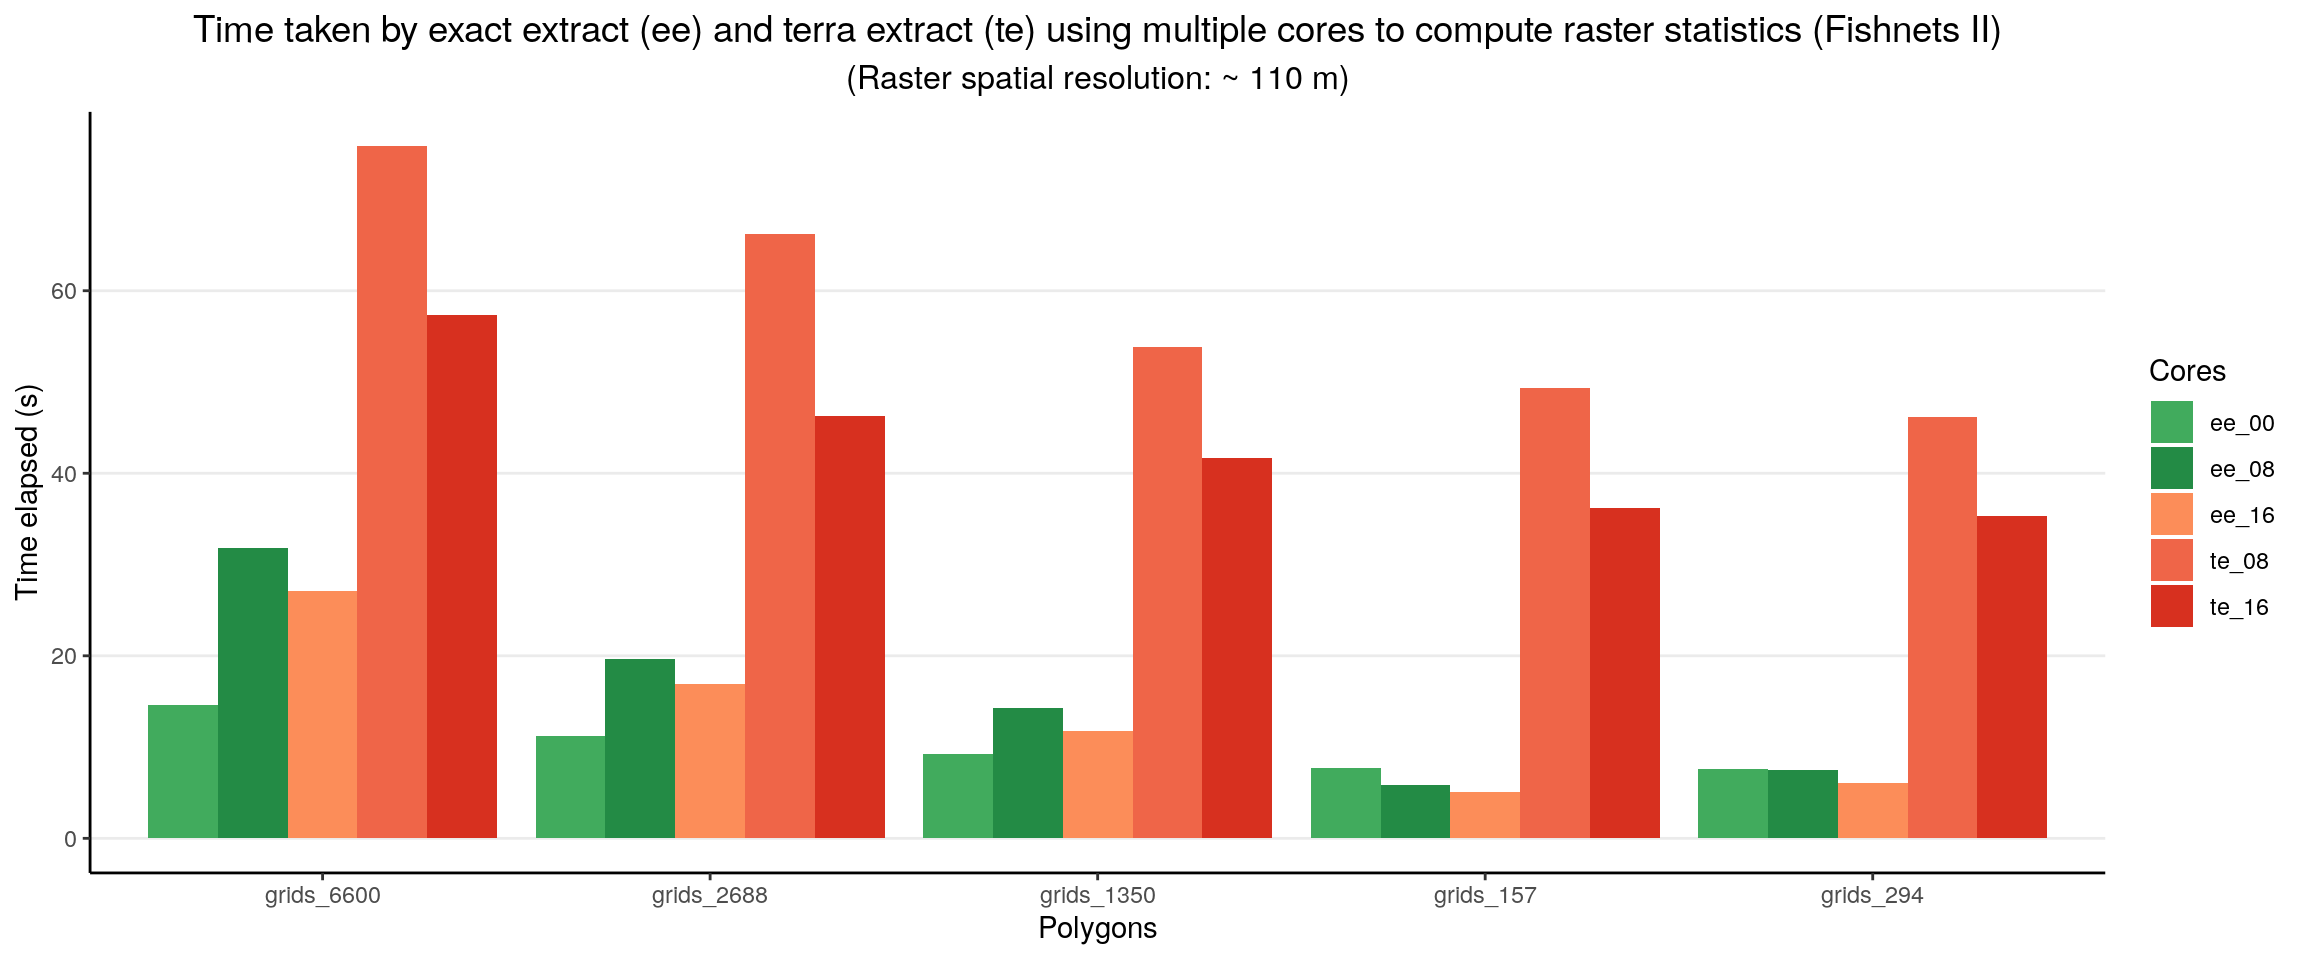 Time taken by exact extract (ee) and terra extract (te) using multiple cores to compute raster statistics (Fishnets II)
(Raster spatial resolution: ~ 110 m)
Time elapsed (s)
60
40
20
0
grids_6600
grids_2688
grids_1350
grids_157
grids_294
Polygons
Cores
ee_00
ee_08
ee_16
te_08
te_16